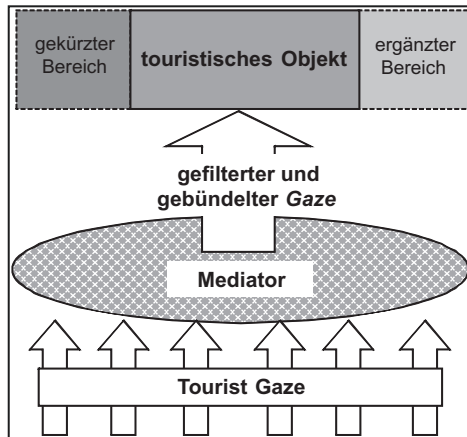 gekürzter
Bereich
touristisches Objekt
ergänzter
Bereich
gefilterter und
gebündelter Gaze
Mediator
Tourist Gaze